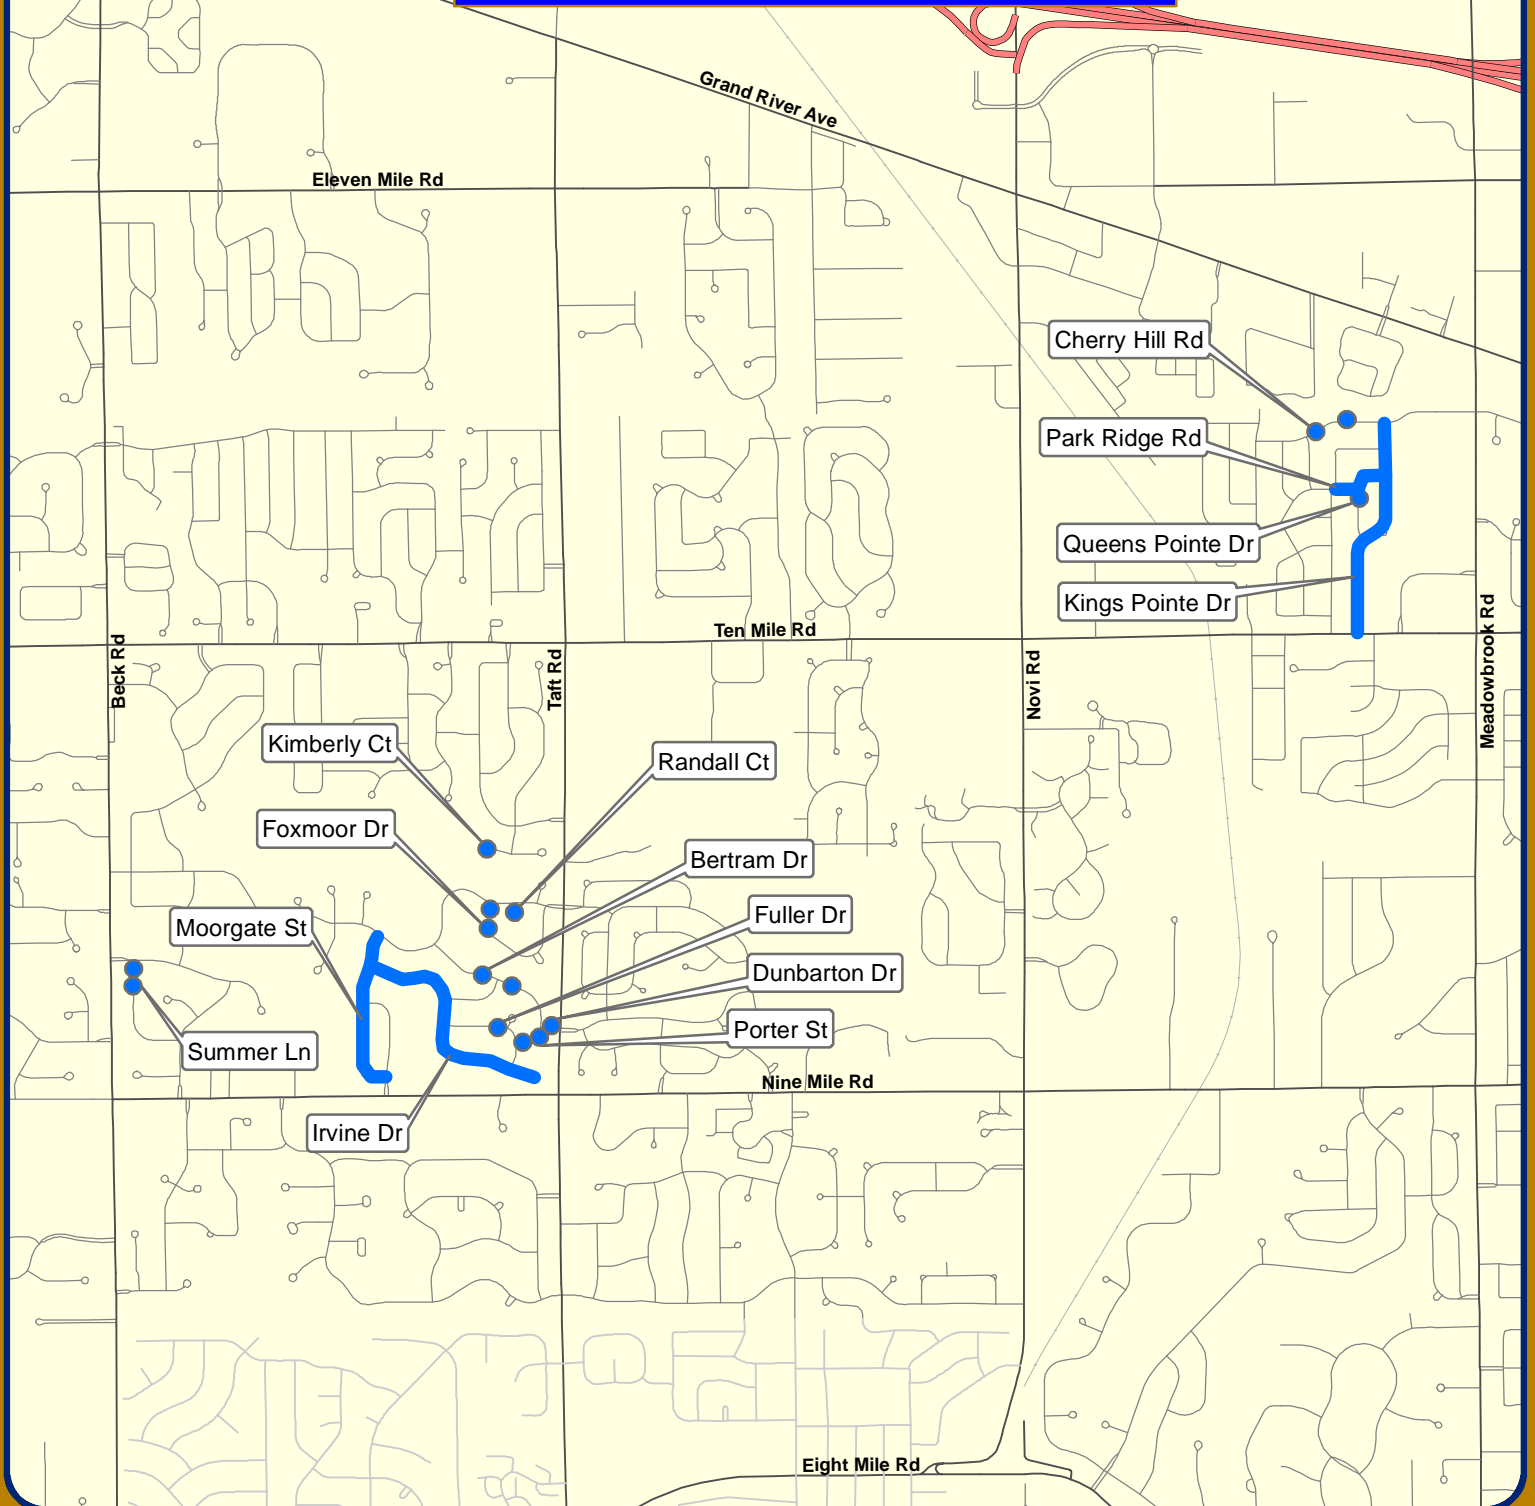 Grand River Ave
Eleven Mile Rd
Cherry Hill Rd
Park Ridge Rd
Queens Pointe Dr
Kings Pointe Dr
Ten Mile Rd
Beck Rd
Taft Rd
Novi Rd
Meadowbrook Rd
Kimberly Ct
Randall Ct
Foxmoor Dr
Bertram Dr
Moorgate St
Fuller Dr
Dunbarton Dr
Porter St
Summer Ln
Nine Mile Rd
Irvine Dr
Eight Mile Rd